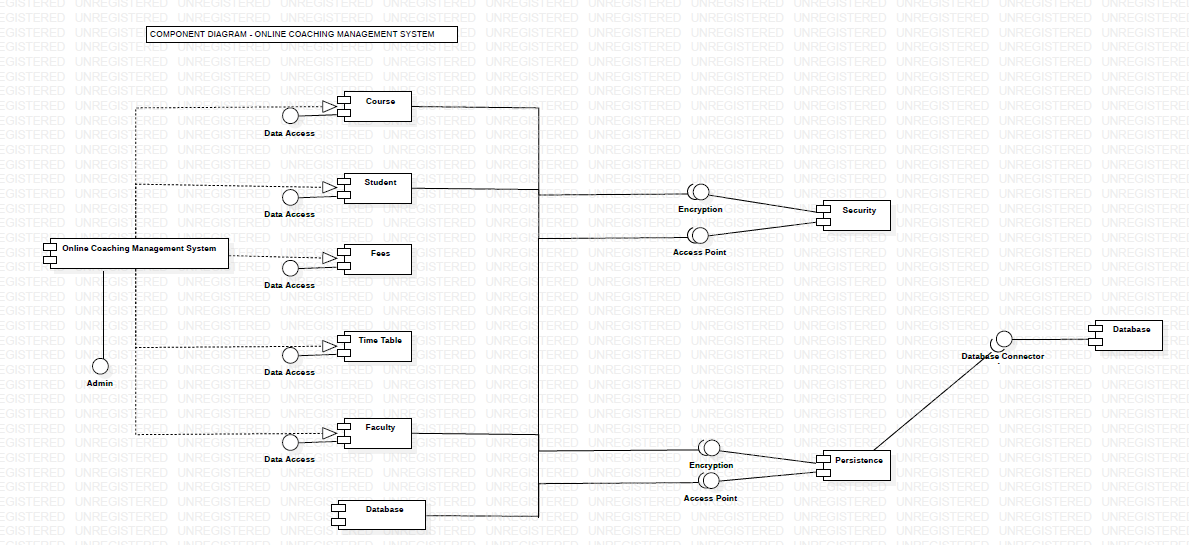 COMPONENT DIAGRAM - ONLINE COACHING MANAGEMENT SYSTEM
Course
Data Access
Student
Data Access
Encryption
Security
Online Coaching Management System
Fees
Access Point
Data Access
Time Table
Database
Data Access
Database Connector
Admin
Faculty
Data Access
Encryption
Persistence
Access Point
Database
UNREGISTERED